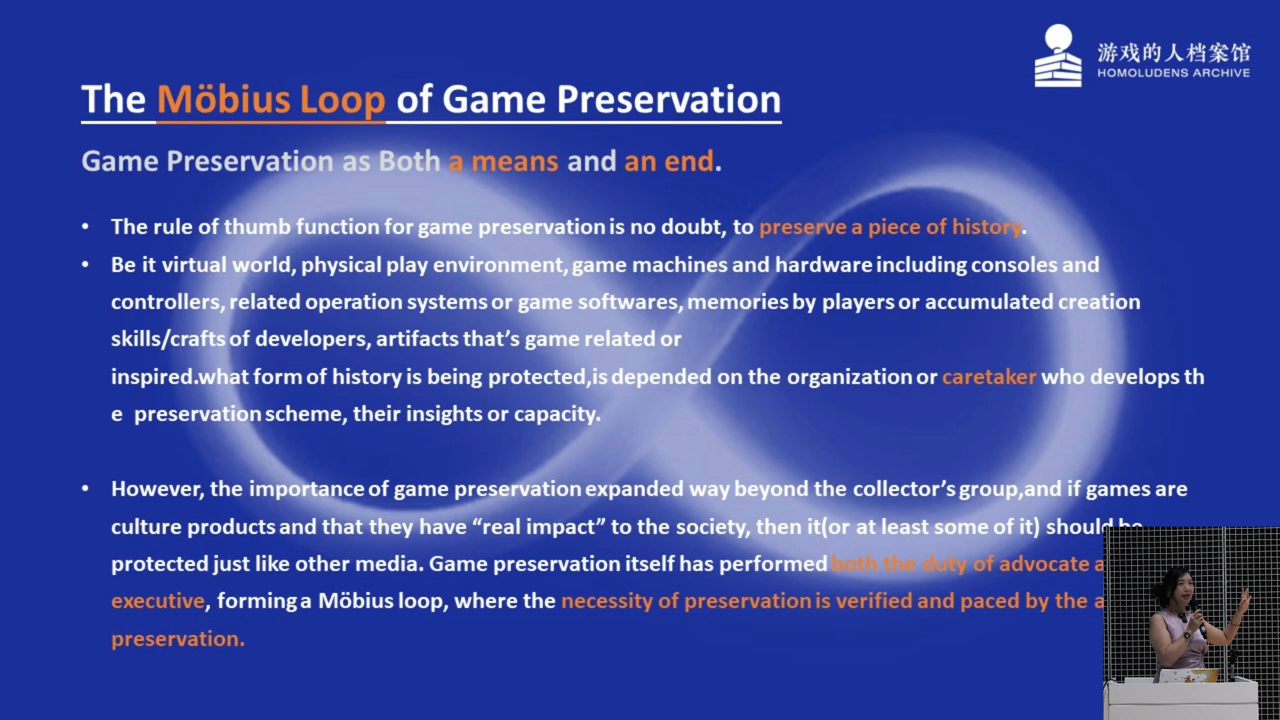 游戏的人档案馆
HOMOLUDENS ARCHIVE
The Möbius Loop of Game Preservation
Game Preservation as Both a means and an end.
• The rule of thumb function for game preservation is no doubt, to preserve a piece of history.
• Be it virtual world, physical play environment, game machines and hardware including consoles and
controllers, related operation systems or game softwares, memories by players or accumulated creation
skills/crafts of developers, artifacts that’s game related or
inspired.what form of history is being protected,is depended on the organization or caretaker who develops th
e preservation scheme, their insights or capacity.
• However, the importance of game preservation expanded way beyond the collector’s group,and if games are
culture products and that they have “real impact” to the society, then it(or at least some of it) should be
protected just like other media. Game preservation itself has performed both the duty of advocate
executive, forming a Möbius loop, where the necessity of preservation is verified and paced by the
preservation.